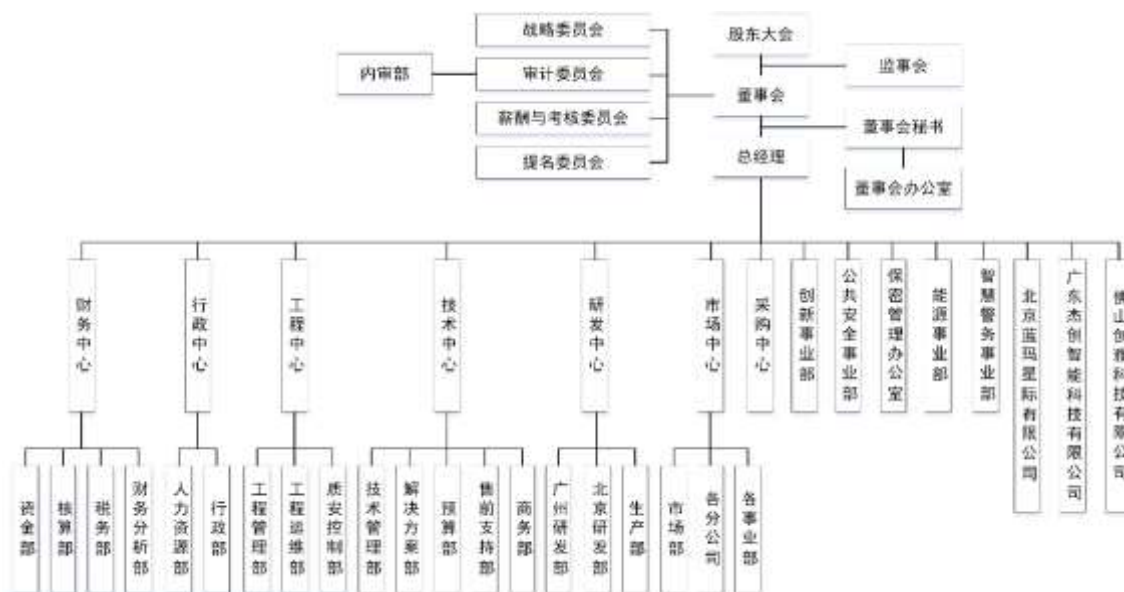 战略委员会
股东大会
内审部
审计委员会
监事会
董事会
薪酬与考核委员会
董事会秘书
提名委员会
总经理
董事会办公室
财务中心
行政中心
工程中心
技术中心
研发中心
市场中心
采购中心
创新事业部
公共安全事业部
保密管理办公室
能源事业部
智慧警务事业部
北京蓝玛星际有限公司
广东杰创智能科技有限公司
佛山创雅科技有限公司
资金部
核算部
税务部
财务分析部
人力资源部
行政部
工程管理部
工程运维部
质安控制部
技术管理部
解决方案部
预算部
售前支持部
商务部
广州研发部
北京研发部
生产部
市场部
各分公司
各事业部